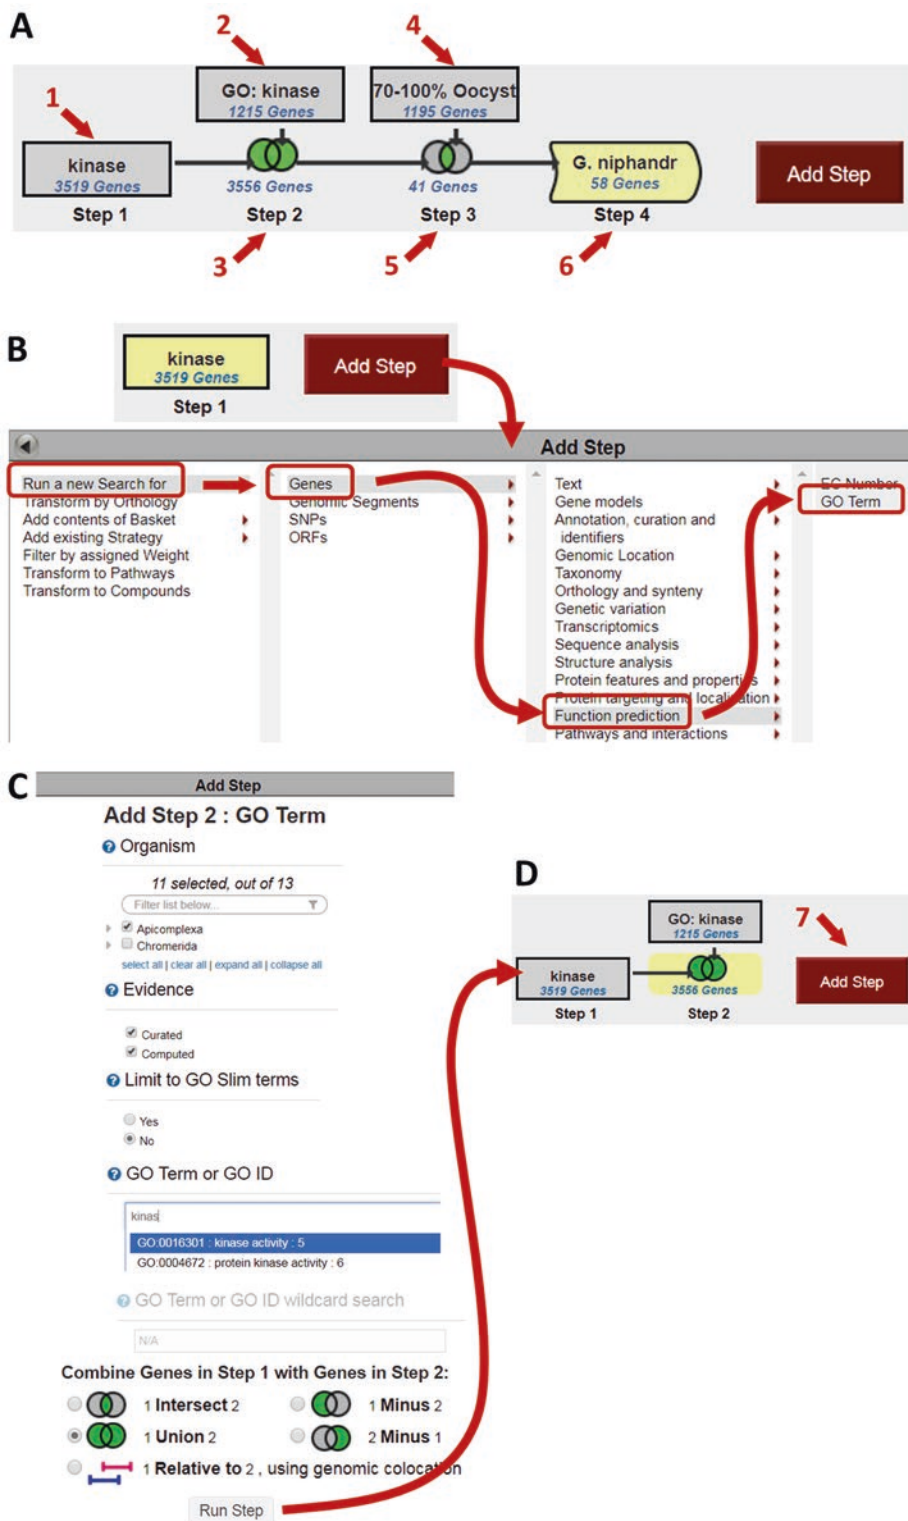 A
1
2
3
4
5
6
GO: kinase
1215 Genes
70-100% Oocyst
1195 Genes
kinase
3519 Genes
3556 Genes
41 Genes
G. niphandr
58 Genes
Step 1
Step 2
Step 3
Step 4
Add Step
B
kinase
3519 Genes
Step 1
Add Step
Add Step
Run a new Search for
Transform by Orthology
Add contents of Basket
Add existing Strategy
Filter by assigned Weight
Transform to Pathways
Transform to Compounds
Genes
Genomic Segments
SNPs
ORFs
Text
Gene models
Annotation, curation and
identifiers
Genomic Location
Taxonomy
Orthology and synteny
Genetic variation
Transcriptomics
Sequence analysis
Structure analysis
Protein features and properties
Protein targeting and localization
Function prediction
Pathways and interactions
EC Number
GO Term
C
Add Step
Add Step 2 : GO Term
Organism
11 selected, out of 13
Filter list below...
Apicomplexa
Chromerida
select all | clear all | expand all | collapse all
Evidence
Curated
Computed
Limit to GO Slim terms
Yes
No
GO Term or GO ID
kinas
GO:0016301 : kinase activity : 5
GO:0004672 : protein kinase activity : 6
GO Term or GO ID wildcard search
N/A
Combine Genes in Step 1 with Genes in Step 2:
1 Intersect 2
1 Minus 2
1 Union 2
2 Minus 1
1 Relative to 2 , using genomic colocation
Run Step
D
7
GO: kinase
1215 Genes
kinase
3519 Genes
3556 Genes
Step 1
Step 2
Add Step